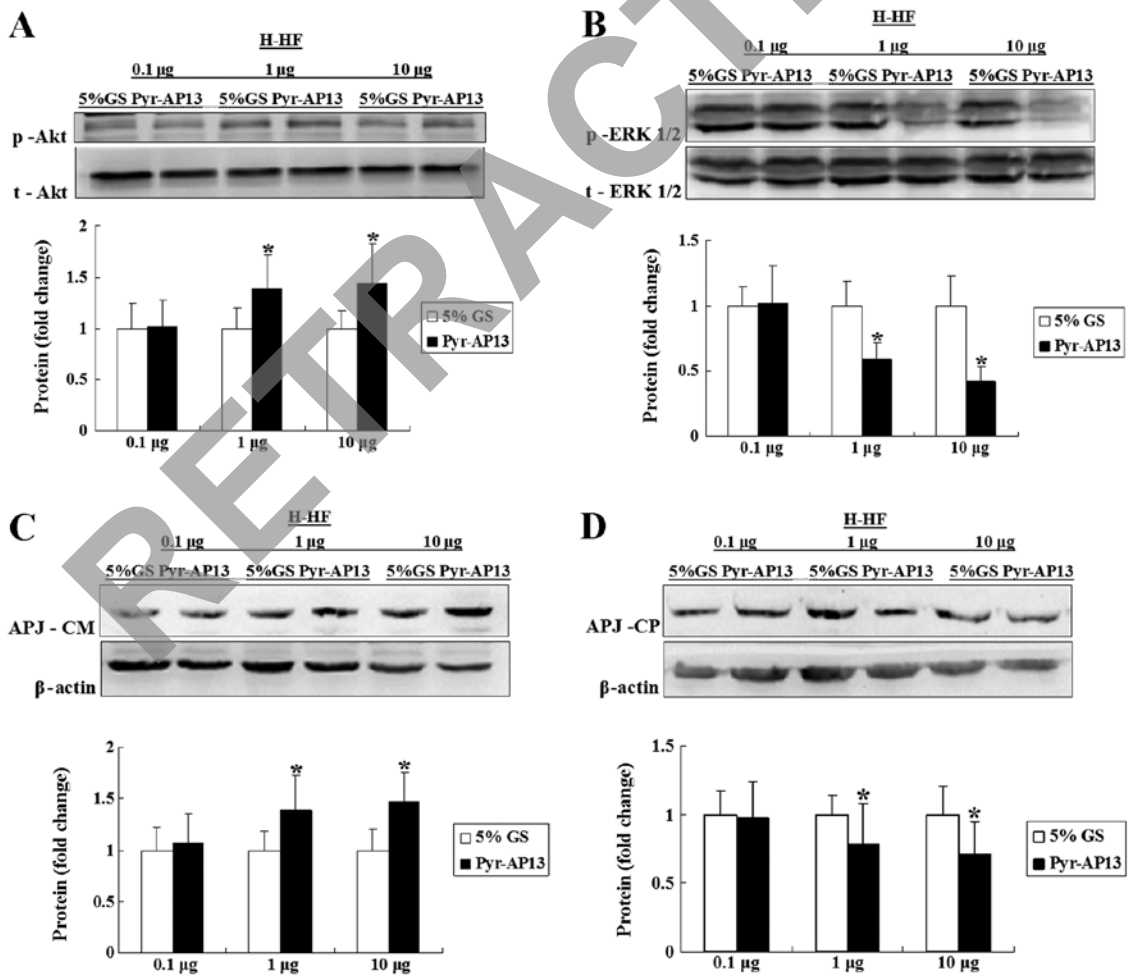 A
H-HF
0.1 µg 1 µg 10 µg
5%GS Pyr-AP13 5%GS Pyr-AP13 5%GS Pyr-AP13
p -Akt
t - Akt
Protein (fold change)
2
1.5
1
0.5
0
* *
0.1 µg 1 µg 10 µg
5% GS
Pyr-AP13
B
H-HF
0.1 µg 1 µg 10 µg
5%GS Pyr-AP13 5%GS Pyr-AP13 5%GS Pyr-AP13
p -ERK 1/2
t - ERK 1/2
Protein (fold change)
1.5
1
0.5
0
* *
0.1 µg 1 µg 10 µg
5% GS
Pyr-AP13
C
H-HF
0.1 µg 1 µg 10 µg
5%GS Pyr-AP13 5%GS Pyr-AP13 5%GS Pyr-AP13
APJ - CM
β-actin
Protein (fold change)
2
1.5
1
0.5
0
* *
0.1 µg 1 µg 10 µg
5% GS
Pyr-AP13
D
H-HF
0.1 µg 1 µg 10 µg
5%GS Pyr-AP13 5%GS Pyr-AP13 5%GS Pyr-AP13
APJ -CP
β-actin
Protein (fold change)
1.5
1
0.5
0
* *
0.1 µg 1 µg 10 µg
5% GS
Pyr-AP13
RETRACT